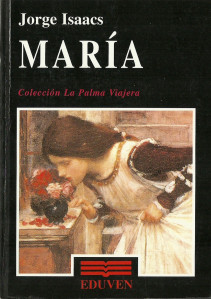 Jorge Isaacs
MARÍA
Colección La Palma Viajera
EDUVEN